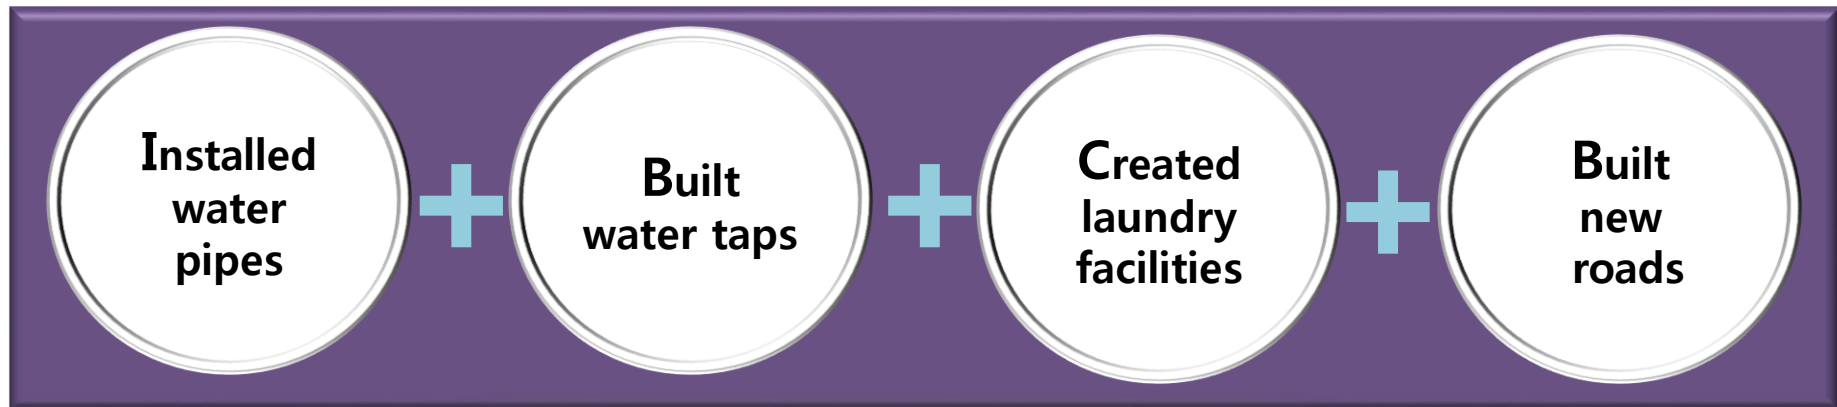 Installed
water
pipes
Built
water taps
Created
laundry
facilities
Built
new
roads